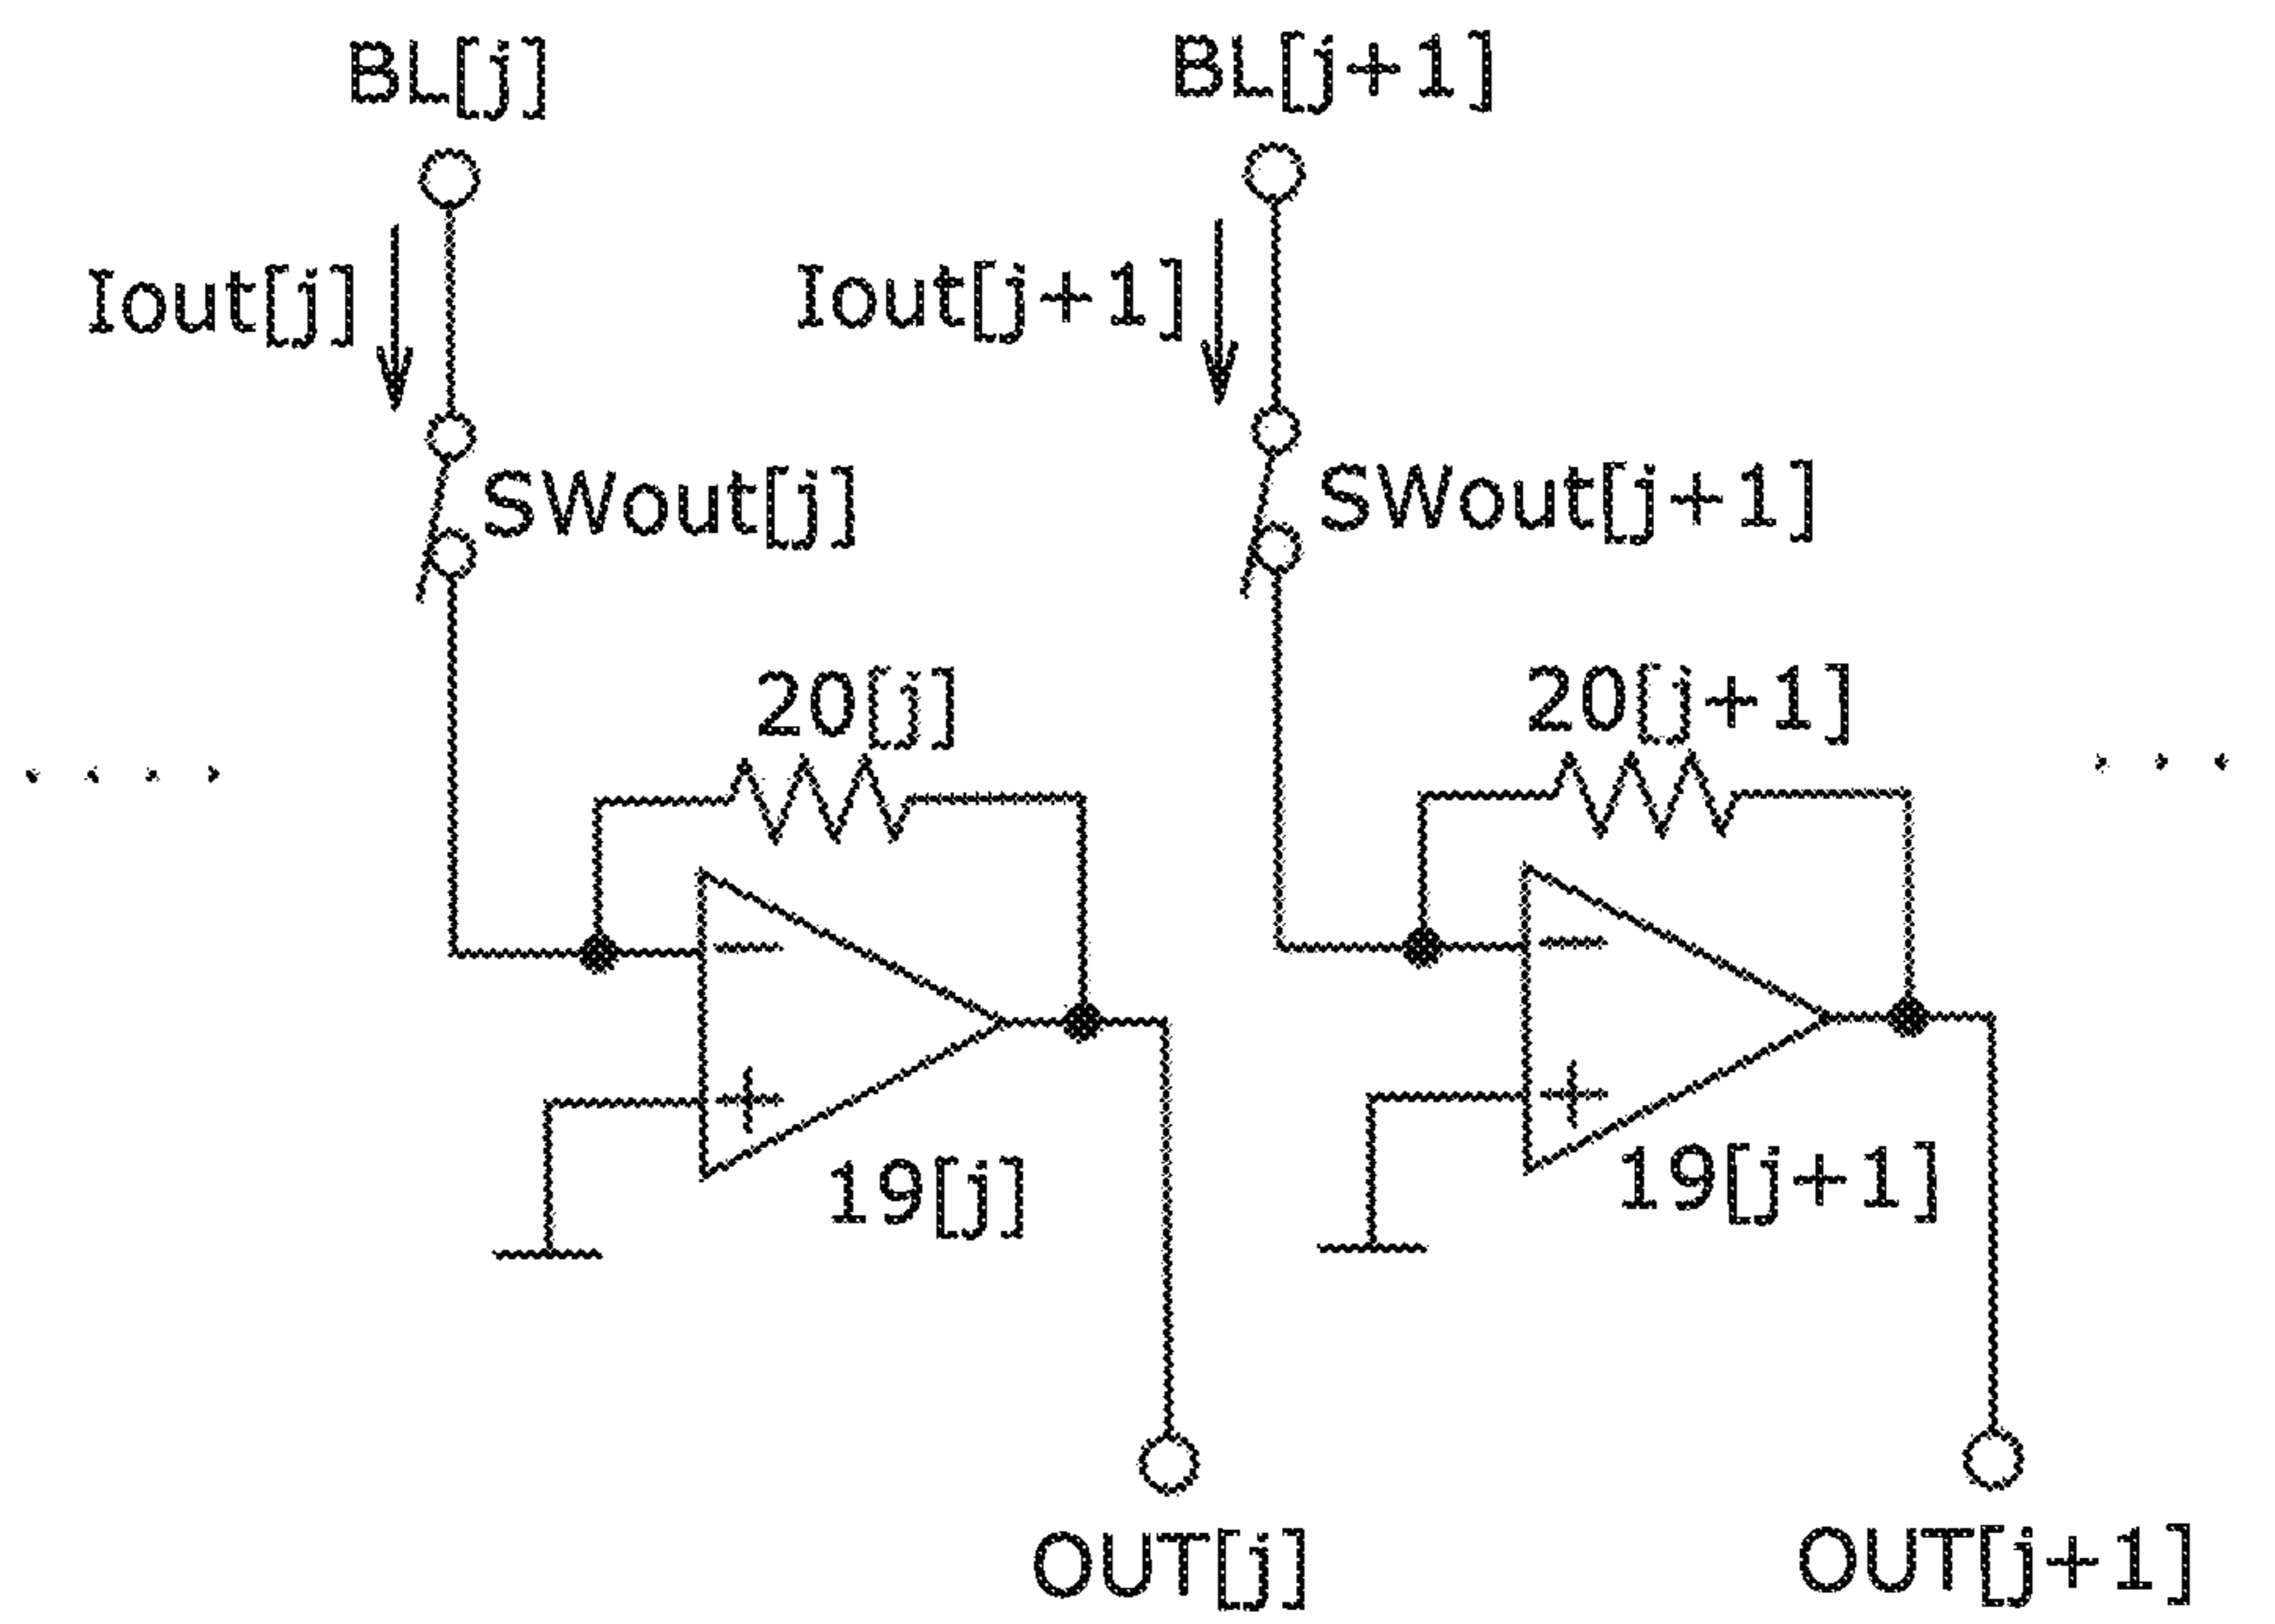 BL[j]
BL[j+1]
Iout[j]
Iout[j+1]
SWout[j]
SWout[j+1]
20[j]
20[j+1]
−
−
+
+
19[j]
19[j+1]
OUT[j]
OUT[j+1]